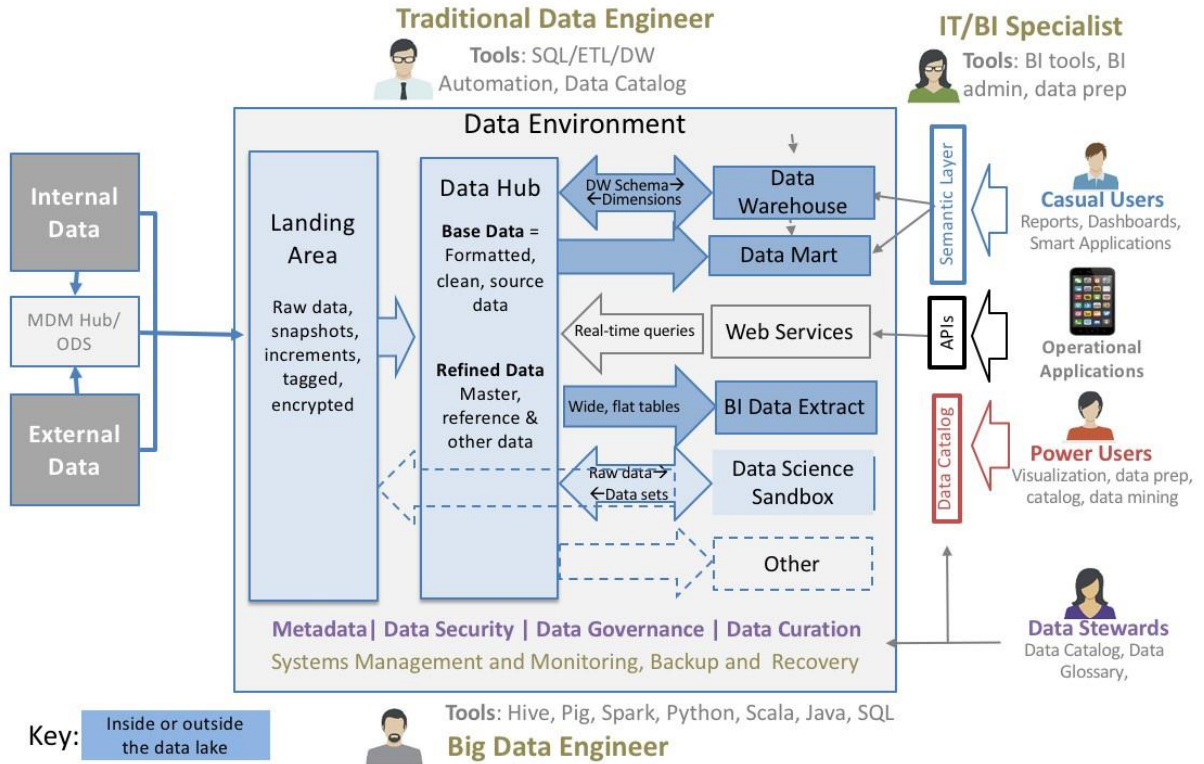 Traditional Data Engineer
Tools: SQL/ETL/DW
Automation, Data Catalog
IT/BI Specialist
Tools: BI tools, BI
admin, data prep
Data Environment
Internal
Data
MDM Hub/
ODS
External
Data
Landing
Area
Raw data,
snapshots,
increments,
tagged,
encrypted
Data Hub
Base Data =
Formatted,
clean, source
data
Refined Data
Master,
reference &
other data
DW Schema→
←Dimensions
Data
Warehouse
Data Mart
Real-time queries
Web Services
Wide, flat tables
BI Data Extract
Raw data→
←Data sets
Data Science
Sandbox
Other
Semantic Layer
APIs
Data Catalog
Casual Users
Reports, Dashboards,
Smart Applications
Operational
Applications
Power Users
Visualization, data prep,
catalog, data mining
Data Stewards
Data Catalog, Data
Glossary,
Metadata| Data Security | Data Governance | Data Curation
Systems Management and Monitoring, Backup and Recovery
Key:
Inside or outside
the data lake
Tools: Hive, Pig, Spark, Python, Scala, Java, SQL
Big Data Engineer